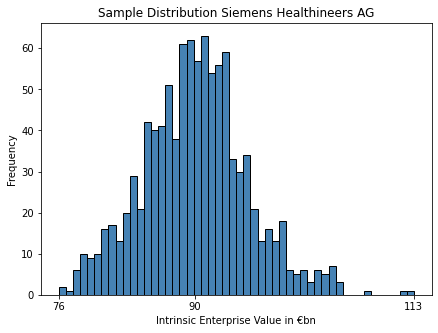 Sample Distribution Siemens Healthineers AG
60
50
40
30
20
10
0
Frequency
76 90 113
Intrinsic Enterprise Value in €bn